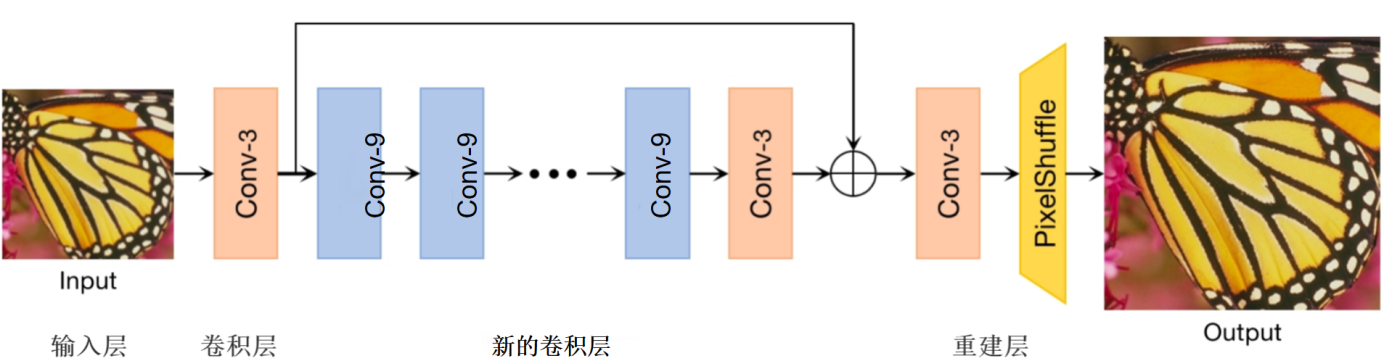 Conv-3
Conv-9
Conv-9
Conv-9
Conv-3
Conv-3
PixelShuffle
Input
Output
输入层
卷积层
新的卷积层
重建层